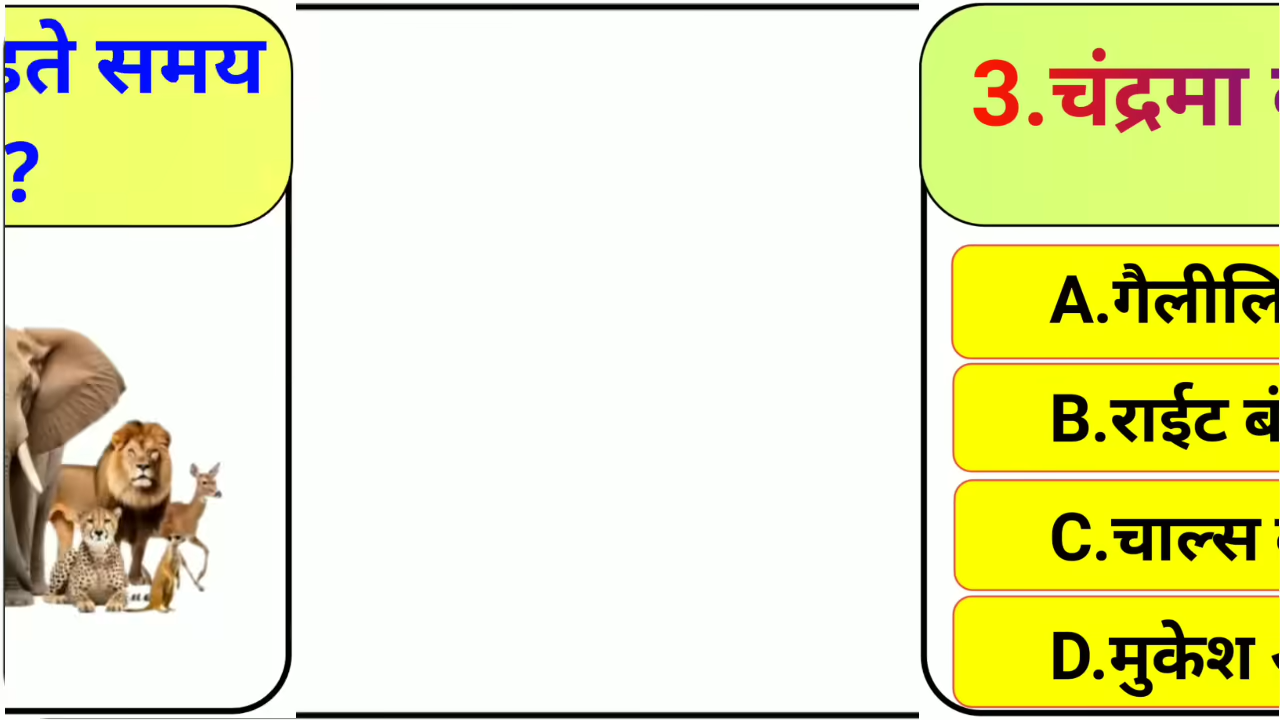 समय
?
3.चंद्रमा
A.गैलीलि
B.राईट
C.चाल्स
D.मुकेश